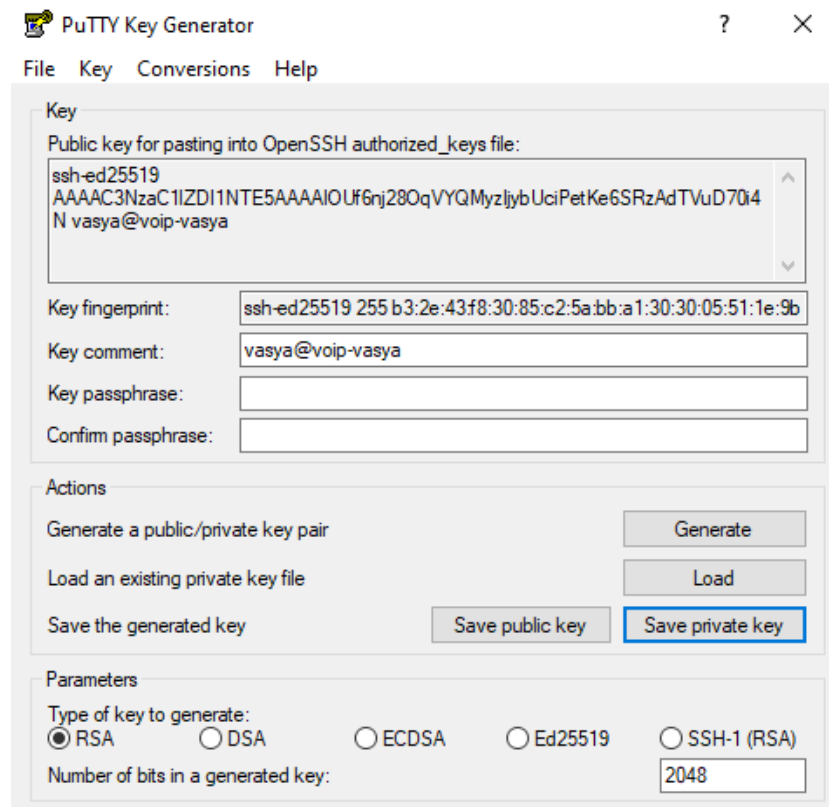 PuTTY Key Generator
File Key Conversions Help
Key
Public key for pasting into OpenSSH authorized_keys file:
ssh-ed25519
AAAAC3NzaC1lZDI1NTE5AAAAIOUf6nj28OqVYQMyzIjybUciPetKe6SRzAdTVuD70i4
N vasya@voip-vasya
Key fingerprint: ssh-ed25519 255 b3:2e:43:f8:30:85:c2:5a:bb:a1:30:30:05:51:1e:9b
Key comment: vasya@voip-vasya
Key passphrase:
Confirm passphrase:
Actions
Generate a public/private key pair Generate
Load an existing private key file Load
Save the generated key Save public key Save private key
Parameters
Type of key to generate:
RSA DSA ECDSA Ed25519 SSH-1 (RSA)
Number of bits in a generated key: 2048